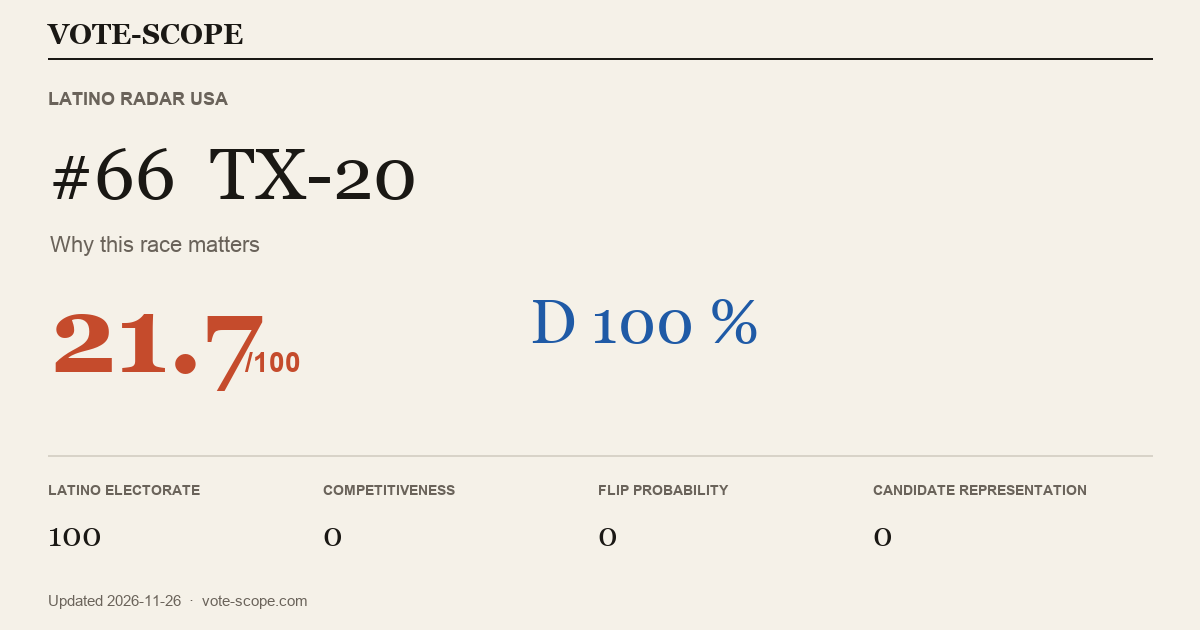 VOTE-SCOPE
LATINO RADAR USA
#66 TX-20
Why this race matters
21.7/100
D 100 %
LATINO ELECTORATE COMPETITIVENESS FLIP PROBABILITY CANDIDATE REPRESENTATION
100 0 0 0
Updated 2026-11-26 · vote-scope.com